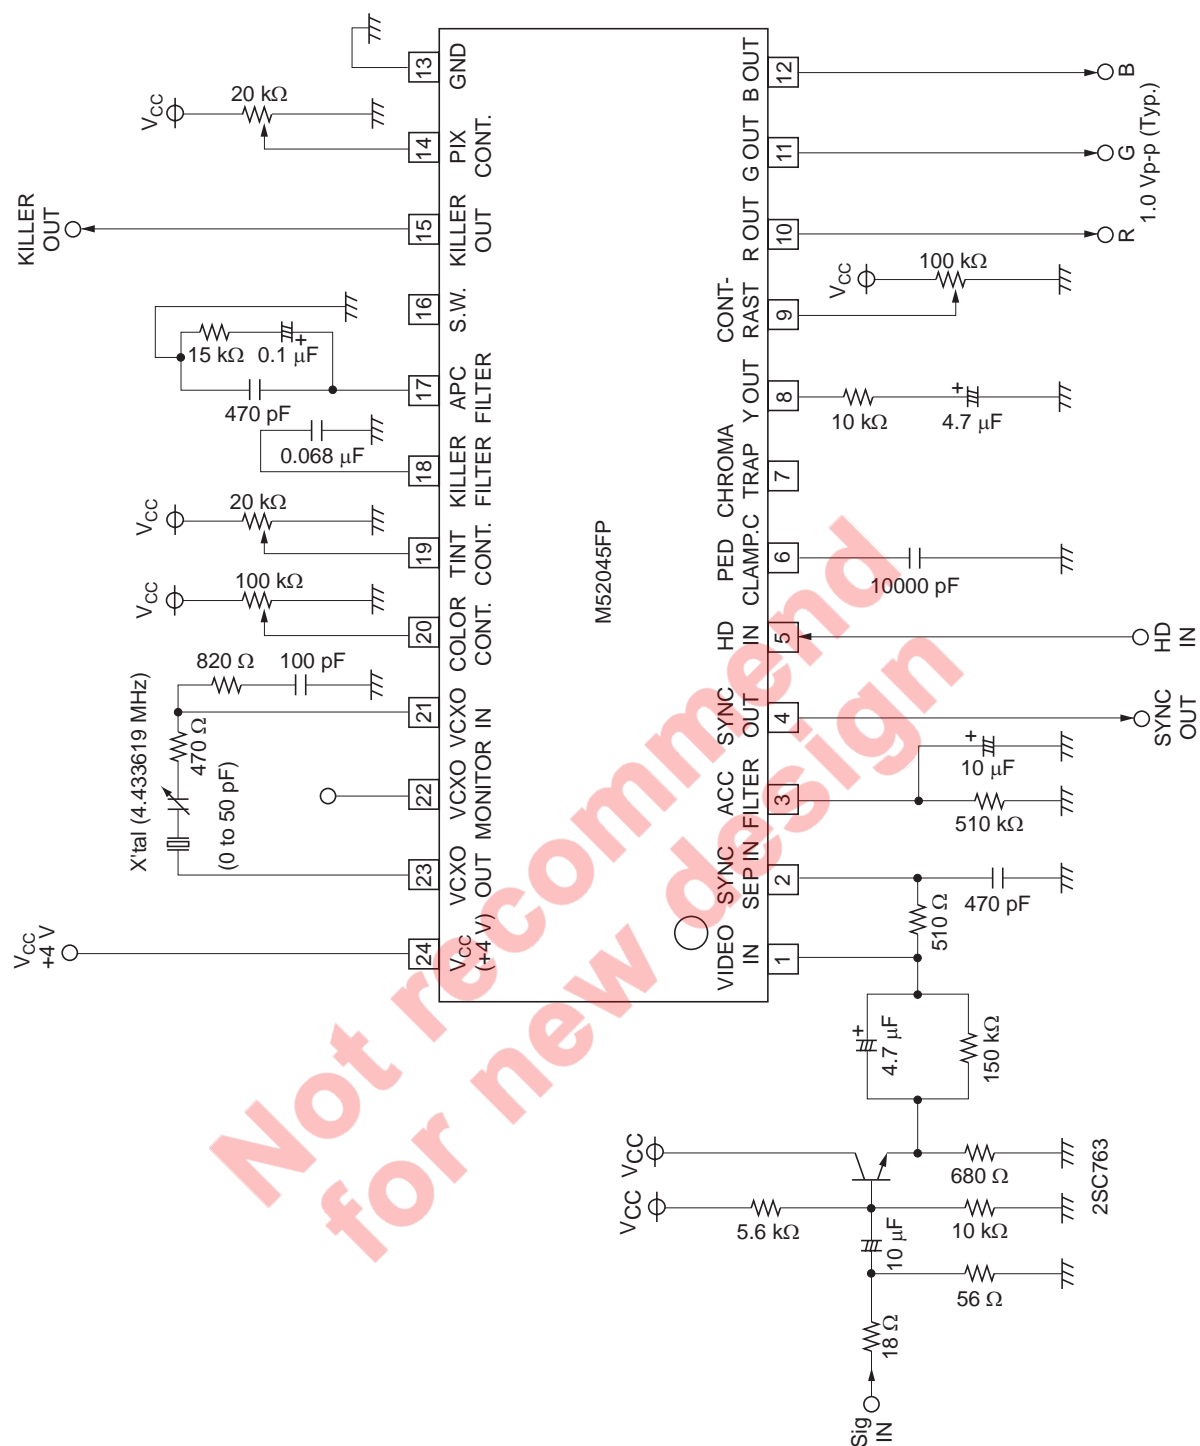 KILLER
OUT
VCC
20 kΩ
15 kΩ
0.1 µF
+
470 pF
0.068 µF
VCC
20 kΩ
VCC
100 kΩ
X'tal (4.433619 MHz)
(0 to 50 pF)
470 Ω
820 Ω
100 pF
VCC
+4 V
13
GND
14
PIX
CONT.
15
KILLER
OUT
16
S.W.
17
APC
FILTER
18
KILLER
FILTER
19
TINT
CONT.
20
COLOR
CONT.
21
VCXO
IN
22
VCXO
MONITOR
23
VCXO
OUT
24
VCC
(+4 V)
M52045FP
12
B OUT
11
G OUT
10
R OUT
9
CONT-
RAST
8
Y OUT
7
CHROMA
TRAP
6
PED
CLAMP.C
5
HD
IN
4
SYNC
OUT
3
ACC
FILTER
2
SYNC
SEP IN
1
VIDEO
IN
B
G
R
1.0 Vp-p (Typ.)
VCC
100 kΩ
10 kΩ
+
4.7 µF
10000 pF
HD
IN
SYNC
OUT
+
10 µF
510 kΩ
470 pF
510 Ω
+
4.7 µF
150 kΩ
VCC
VCC
5.6 kΩ
680 Ω
10 kΩ
2SC763
10 µF
56 Ω
18 Ω
Sig
IN
Not recommend
for new design